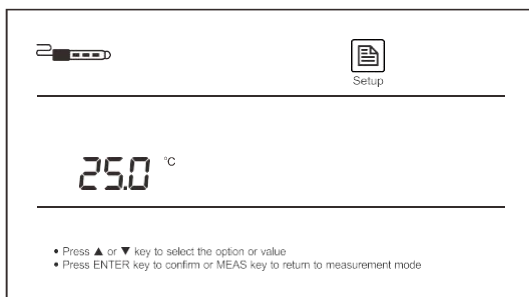 Setup
25.0 °C
• Press ▲ or ▼ key to select the option or value
• Press ENTER key to confirm or MEAS key to return to measurement mode